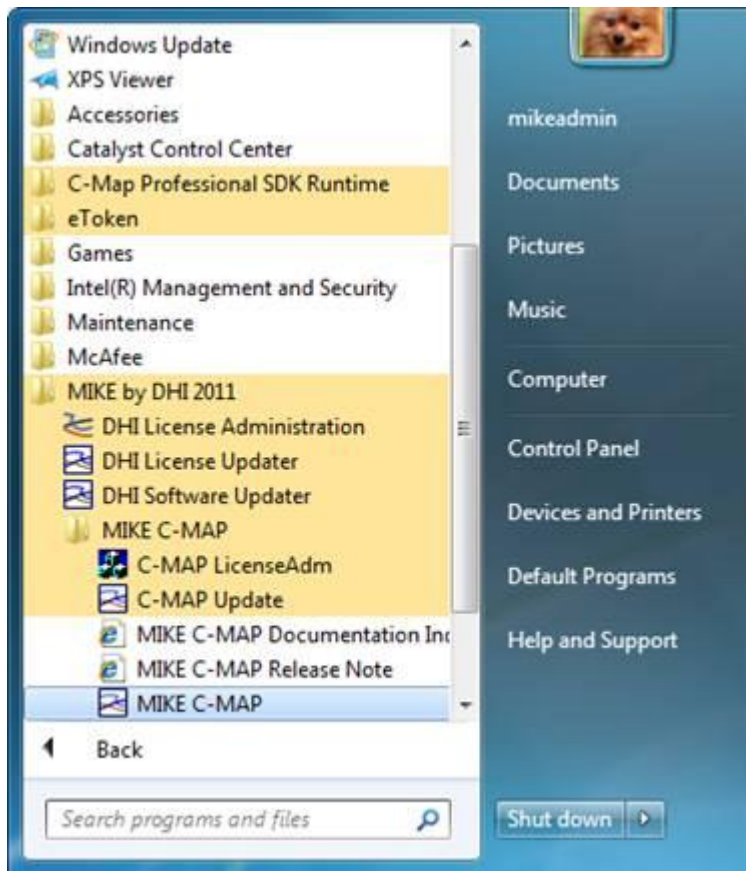 Windows Update
XPS Viewer
Accessories
Catalyst Control Center
C-Map Professional SDK Runtime
eToken
Games
Intel(R) Management and Security
Maintenance
McAfee
MIKE by DHI 2011
DHI License Administration
DHI License Updater
DHI Software Updater
MIKE C-MAP
C-MAP LicenseAdm
C-MAP Update
MIKE C-MAP Documentation Inc
MIKE C-MAP Release Note
MIKE C-MAP
Back
Search programs and files
mikeadmin
Documents
Pictures
Music
Computer
Control Panel
Devices and Printers
Default Programs
Help and Support
Shut down